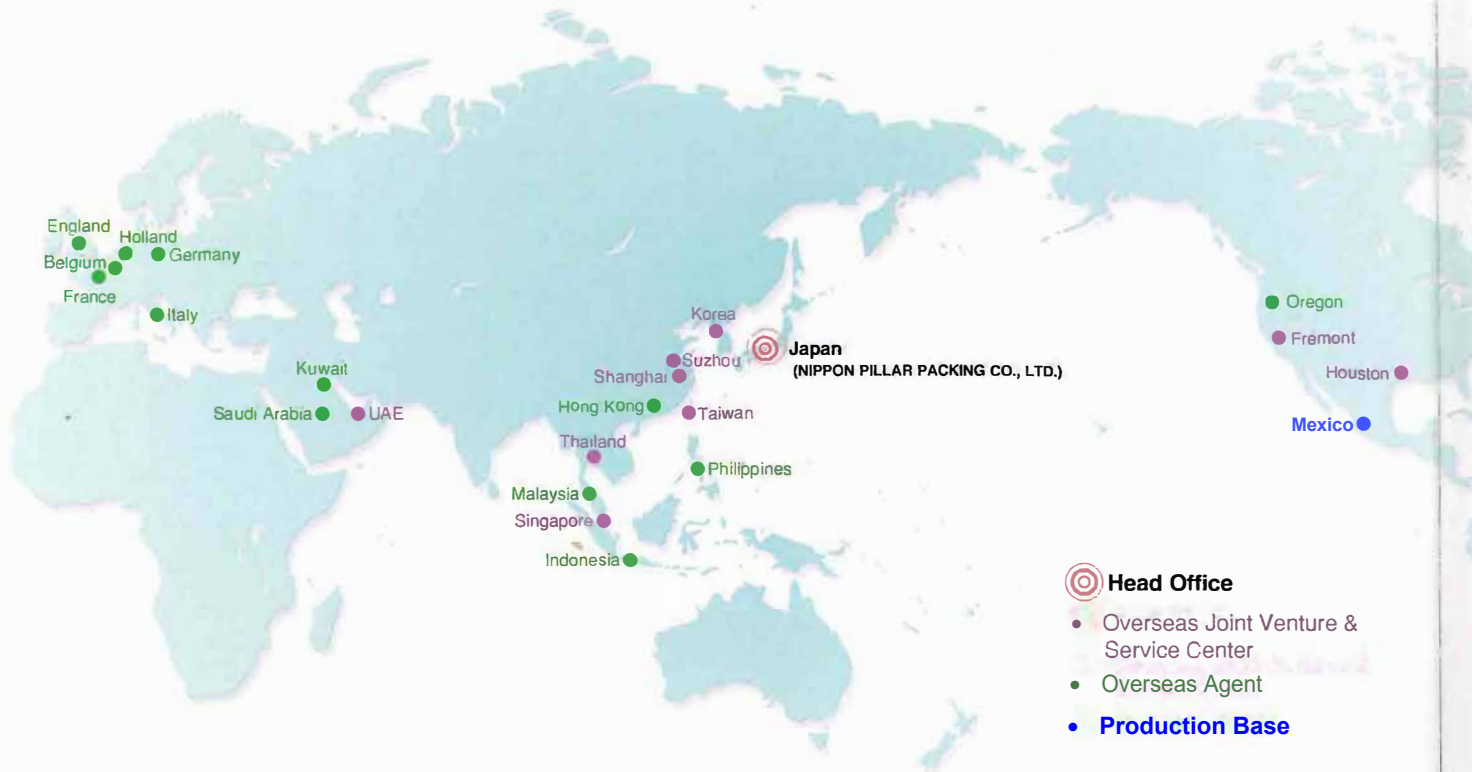 England
Holland
Belgium
Germany
France
Italy
Kuwait
Saudi Arabia
UAE
Korea
Suzhou
Shanghai
Hong Kong
Taiwan
Thailand
Philippines
Malaysia
Singapore
Indonesia
Japan
(NIPPON PILLAR PACKING CO., LTD.)
Oregon
Fremont
Houston
Mexico
Head Office
Overseas Joint Venture &
Service Center
Overseas Agent
Production Base